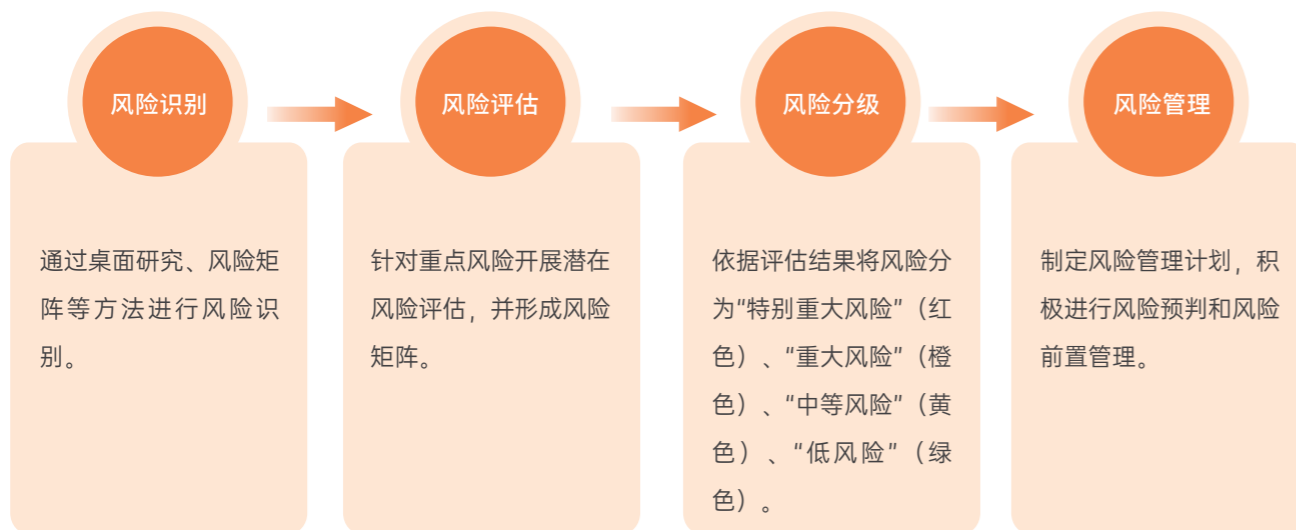 风险识别
通过桌面研究、风险矩
阵等方法进行风险识
别。
风险评估
针对重点风险开展潜在
风险评估，并形成风险
矩阵。
风险分级
依据评估结果将风险分
为“特别重大风险”（红
色）、“重大风险”（橙
色）、“中等风险”（黄
色）、“低风险”（绿
色）。
风险管理
制定风险管理计划，积
极进行风险预判和风险
前置管理。